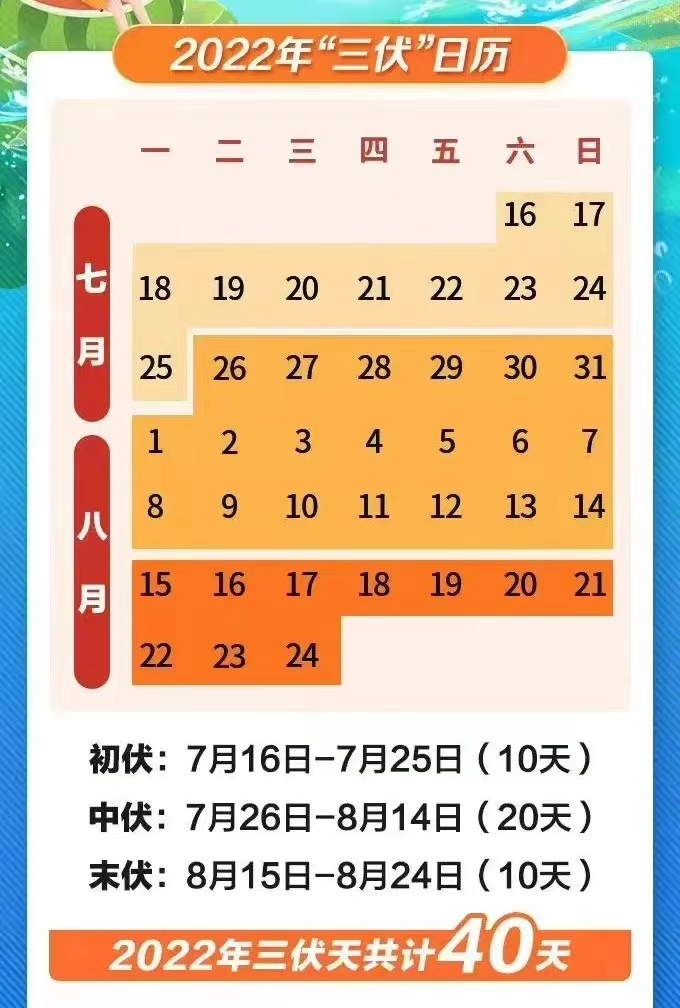 2022年“三伏”日历
一 二 三 四 五 六 日
16 17
七月
18 19 20 21 22 23 24
25 26 27 28 29 30 31
八月
1 2 3 4 5 6 7
8 9 10 11 12 13 14
15 16 17 18 19 20 21
22 23 24
初伏：7月16日-7月25日（10天）
中伏：7月26日-8月14日（20天）
末伏：8月15日-8月24日（10天）
2022年三伏天共计40天